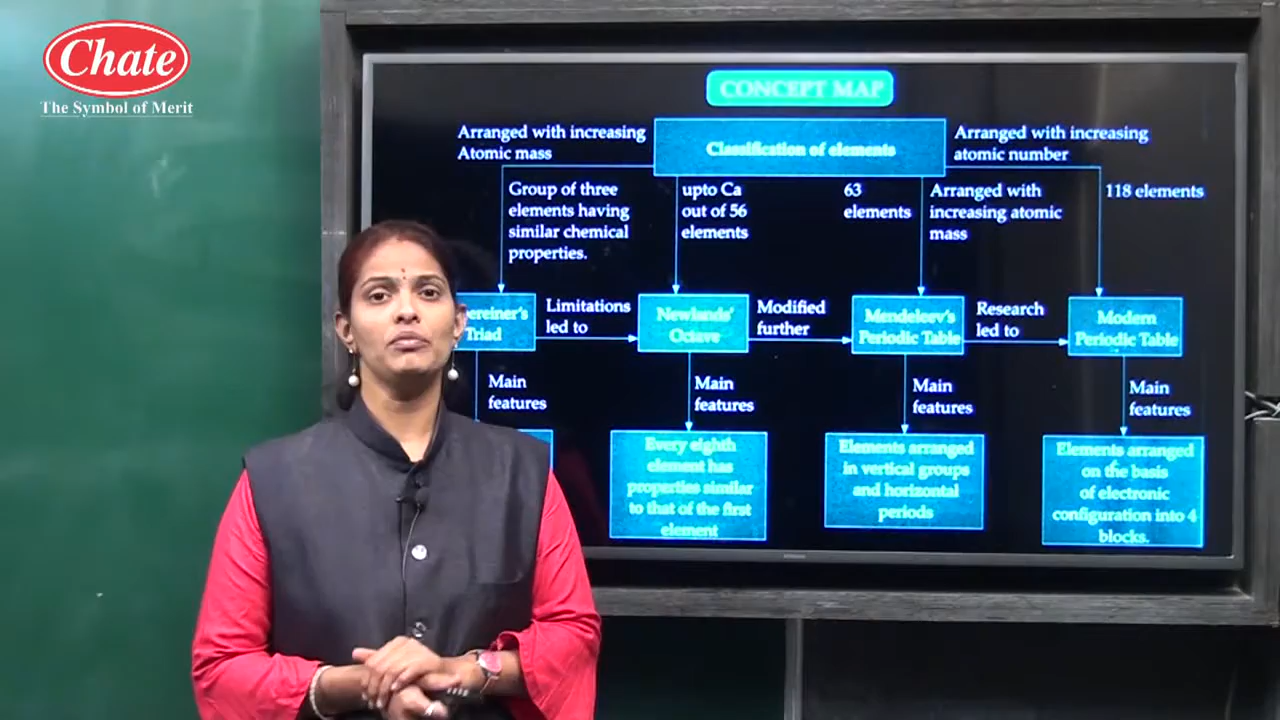 Chate
The Symbol of Merit
CONCEPT MAP
Classification of elements
Arranged with increasing
Atomic mass
Arranged with increasing
atomic number
Group of three
elements having
similar chemical
properties.
upto Ca
out of 56
elements
63
elements
Arranged with
increasing atomic
mass
118 elements
ereiner's
Triad
Limitations
led to
Newlands'
Octave
Modified
further
Mendeleev's
Periodic Table
Research
led to
Modern
Periodic Table
Main
features
Main
features
Main
features
Main
features
Every eighth
element has
properties similar
to that of the first
element
Elements arranged
in vertical groups
and horizontal
periods
Elements arranged
on the basis
of electronic
configuration into 4
blocks.